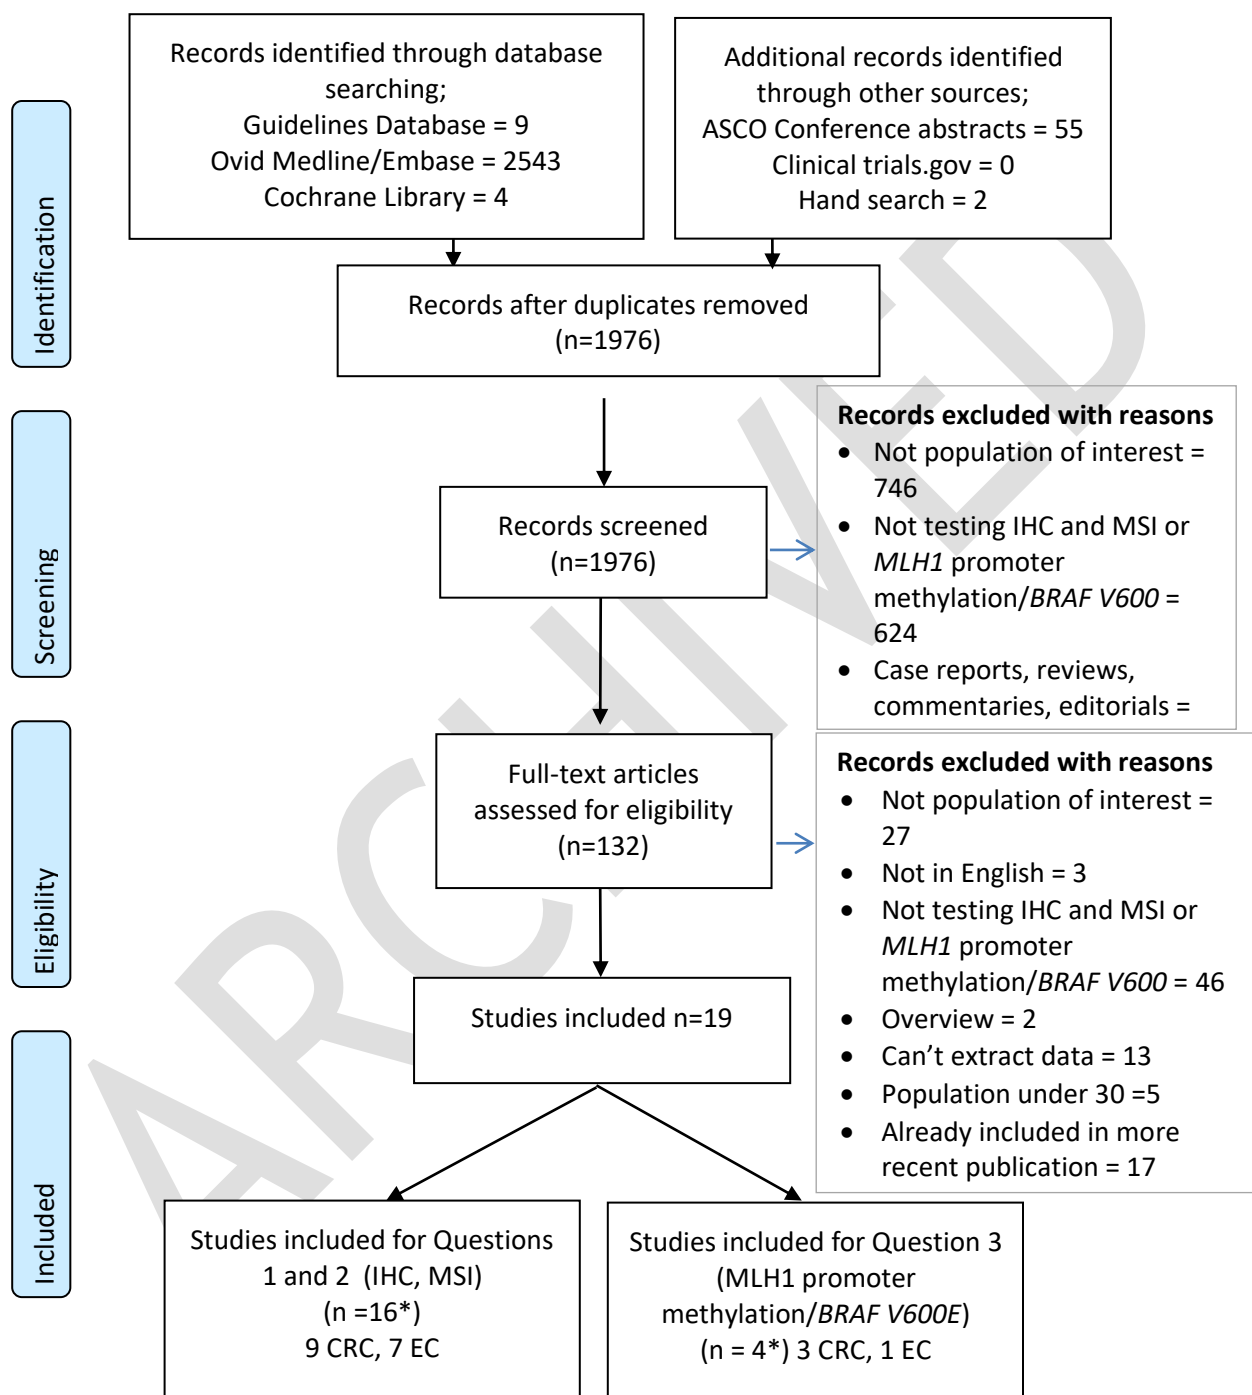 Records identified through database
searching;
Guidelines Database = 9
Ovid Medline/Embase = 2543
Cochrane Library = 4
Additional records identified
through other sources;
ASCO Conference abstracts = 55
Clinical trials.gov = 0
Hand search = 2
Identification
Records after duplicates removed
(n=1976)
Screening
Records screened
(n=1976)
Records excluded with reasons
• Not population of interest =
746
• Not testing IHC and MSI or
MLH1 promoter
methylation/BRAF V600 =
624
• Case reports, reviews,
commentaries, editorials =
Eligibility
Full-text articles
assessed for eligibility
(n=132)
Records excluded with reasons
• Not population of interest =
27
• Not in English = 3
• Not testing IHC and MSI or
MLH1 promoter
methylation/BRAF V600 = 46
• Overview = 2
• Can’t extract data = 13
• Population under 30 =5
• Already included in more
recent publication = 17
Studies included n=19
Included
Studies included for Questions
1 and 2 (IHC, MSI)
(n =16*)
9 CRC, 7 EC
Studies included for Question 3
(MLH1 promoter
methylation/BRAF V600E)
(n = 4*) 3 CRC, 1 EC
ARCHIVED